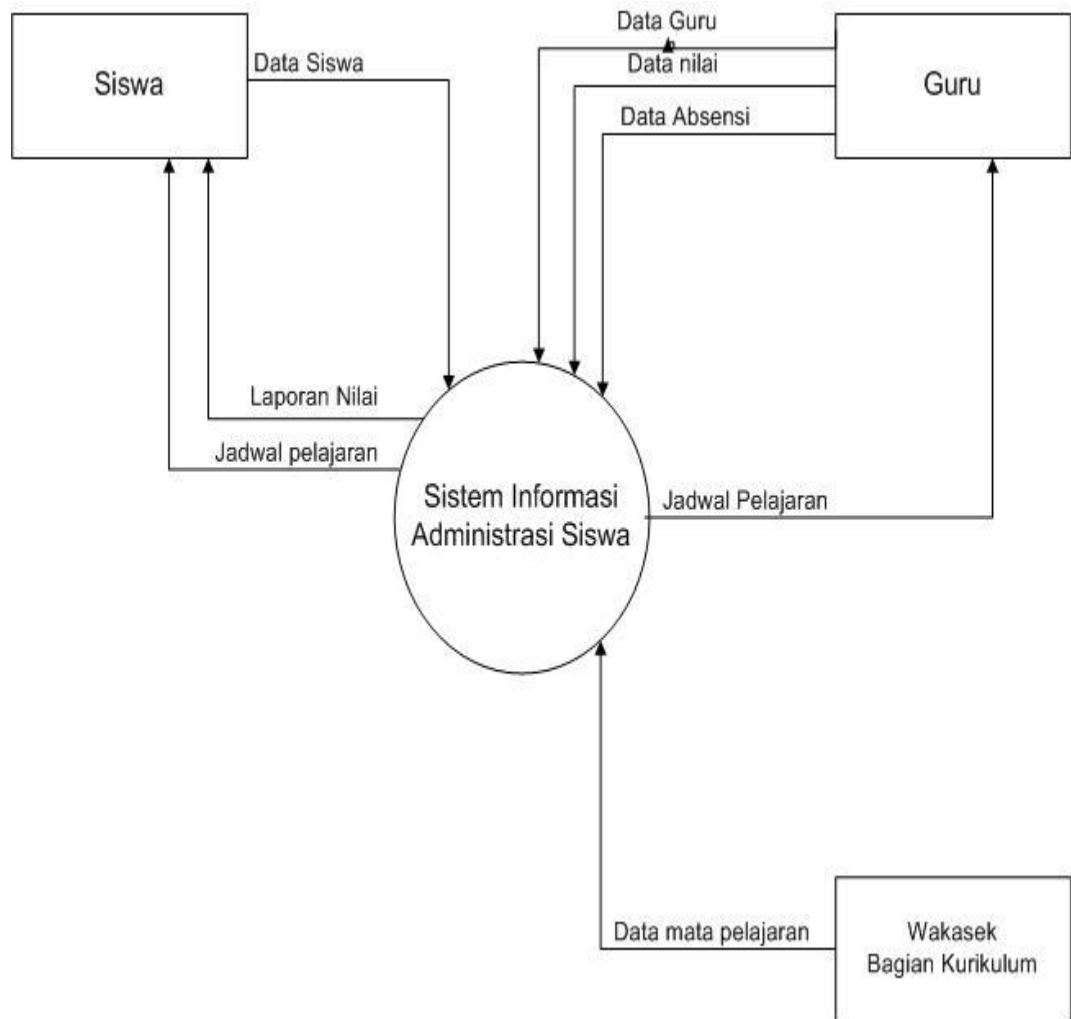 Data Guru
Siswa
Data Siswa
Data nilai
Guru
Data Absensi
Laporan Nilai
Jadwal pelajaran
Sistem Informasi
Administrasi Siswa
Jadwal Pelajaran
Data mata pelajaran
Wakasek
Bagian Kurikulum